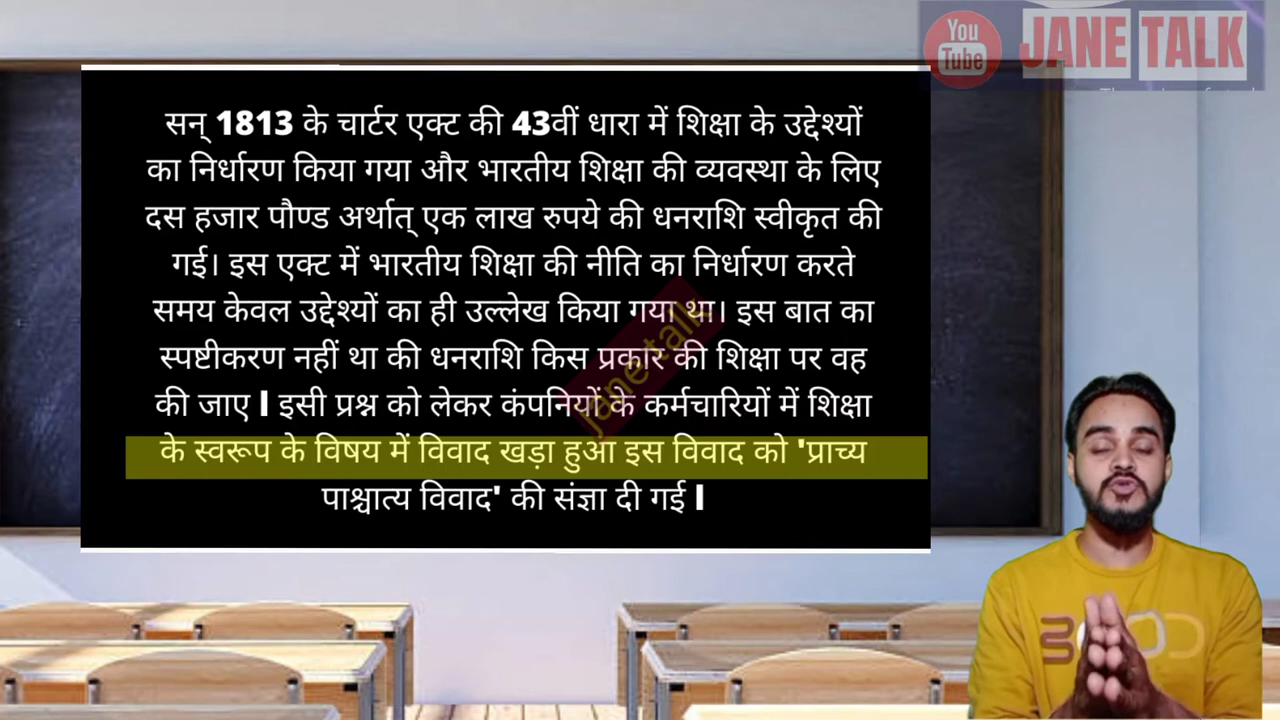 You
Tube
JANE TALK
सन् 1813 के चार्टर एक्ट की 43वीं धारा में शिक्षा के उद्देश्यों
का निर्धारण किया गया और भारतीय शिक्षा की व्यवस्था के लिए
दस हजार पौण्ड अर्थात् एक लाख रुपये की धनराशि स्वीकृत की
गई। इस एक्ट में भारतीय शिक्षा की नीति का निर्धारण करते
समय केवल उद्देश्यों का ही उल्लेख किया गया था। इस बात का
स्पष्टीकरण नहीं था की धनराशि किस प्रकार की शिक्षा पर वह
की जाए I इसी प्रश्न को लेकर कंपनियों के कर्मचारियों में शिक्षा
के स्वरूप के विषय में विवाद खड़ा हुआ इस विवाद को 'प्राच्य
पाश्चात्य विवाद' की संज्ञा दी गई I
jane talk